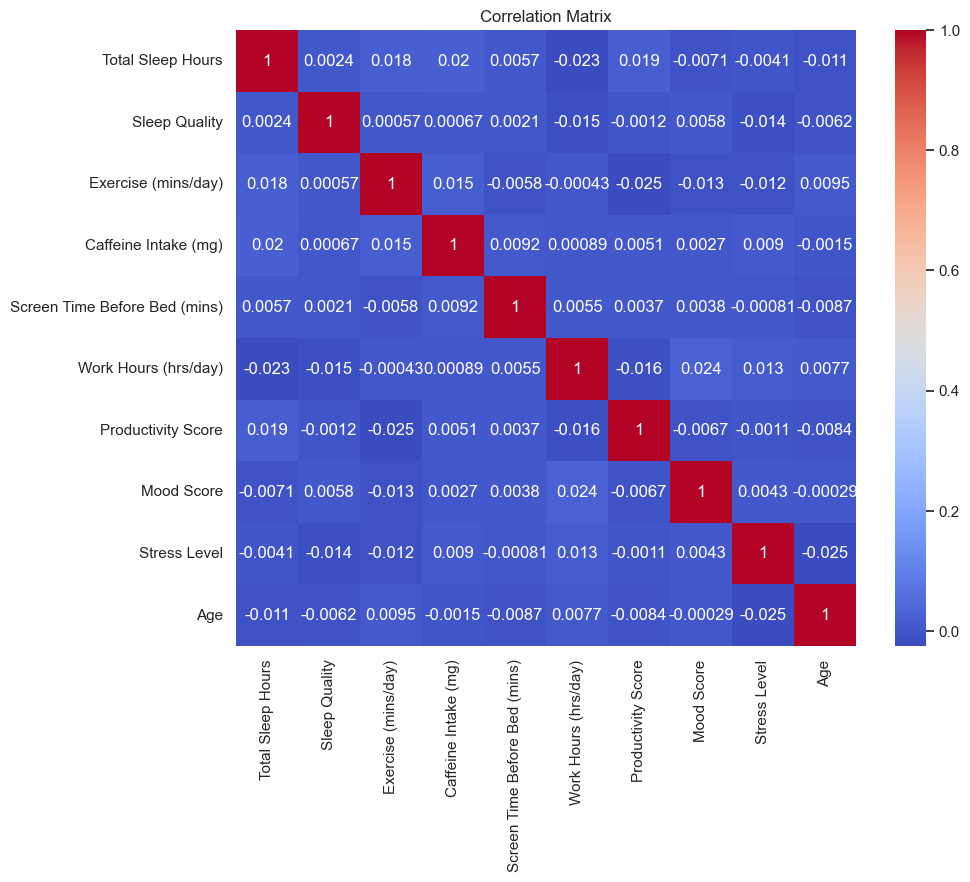 Correlation Matrix
Total Sleep Hours 1 0.0024 0.018 0.02 0.0057 -0.023 0.019 -0.0071 -0.0041 -0.011
Sleep Quality 0.0024 1 0.00057 0.00067 0.0021 -0.015 -0.0012 0.0058 -0.014 -0.0062
Exercise (mins/day) 0.018 0.00057 1 0.015 -0.0058 -0.00043 -0.025 -0.013 -0.012 0.0095
Caffeine Intake (mg) 0.02 0.00067 0.015 1 0.0092 0.00089 0.0051 0.0027 0.009 -0.0015
Screen Time Before Bed (mins) 0.0057 0.0021 -0.0058 0.0092 1 0.0055 0.0037 0.0038 -0.00081 -0.0087
Work Hours (hrs/day) -0.023 -0.015 -0.00043 0.00089 0.0055 1 -0.016 0.024 0.013 0.0077
Productivity Score 0.019 -0.0012 -0.025 0.0051 0.0037 -0.016 1 -0.0067 -0.0011 -0.0084
Mood Score -0.0071 0.0058 -0.013 0.0027 0.0038 0.024 -0.0067 1 0.0043 -0.00029
Stress Level -0.0041 -0.014 -0.012 0.009 -0.00081 0.013 -0.0011 0.0043 1 -0.025
Age -0.011 -0.0062 0.0095 -0.0015 -0.0087 0.0077 -0.0084 -0.00029 -0.025 1
Total Sleep Hours
Sleep Quality
Exercise (mins/day)
Caffeine Intake (mg)
Screen Time Before Bed (mins)
Work Hours (hrs/day)
Productivity Score
Mood Score
Stress Level
Age
1.0
0.8
0.6
0.4
0.2
0.0